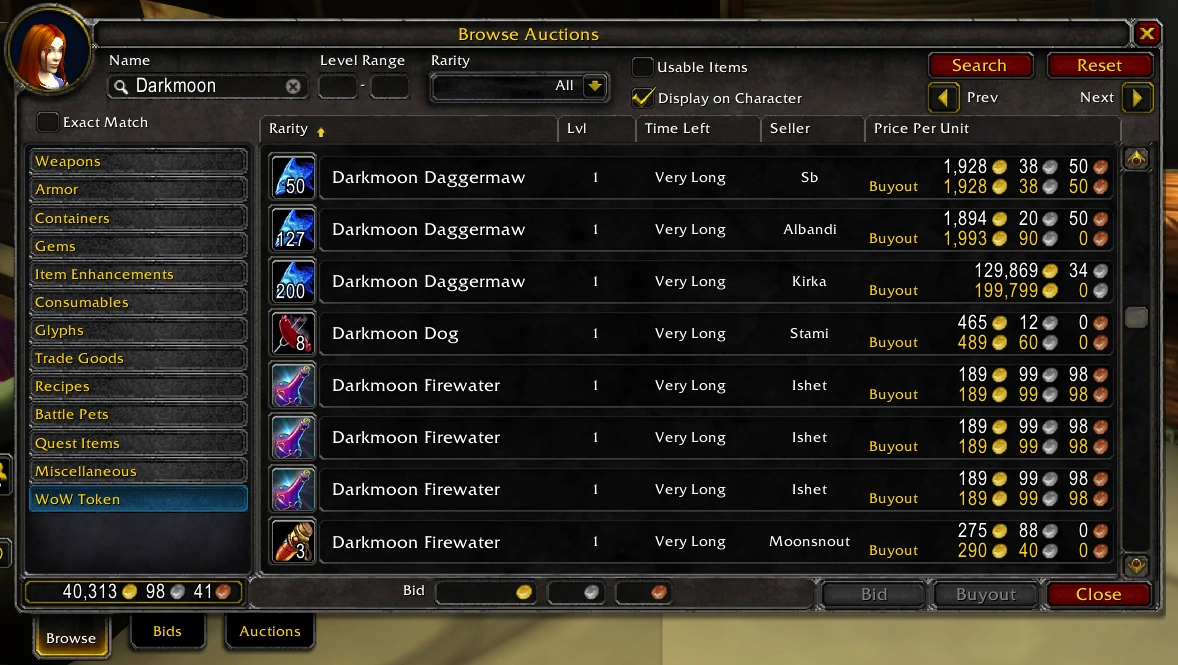 Browse Auctions
Name Level Range Rarity
Darkmoon - All
Usable Items
Display on Character
Search Reset
Prev Next
Exact Match
Rarity Lvl Time Left Seller Price Per Unit
Weapons
Armor
Containers
Gems
Item Enhancements
Consumables
Glyphs
Trade Goods
Recipes
Battle Pets
Quest Items
Miscellaneous
WoW Token
50 Darkmoon Daggermaw 1 Very Long Sb 1,928 38 50
Buyout 1,928 38 50
127 Darkmoon Daggermaw 1 Very Long Albandi 1,894 20 50
Buyout 1,993 90 0
200 Darkmoon Daggermaw 1 Very Long Kirka 129,869 34
Buyout 199,799 0
8 Darkmoon Dog 1 Very Long Stami 465 12 0
Buyout 489 60 0
Darkmoon Firewater 1 Very Long Ishet 189 99 98
Buyout 189 99 98
Darkmoon Firewater 1 Very Long Ishet 189 99 98
Buyout 189 99 98
Darkmoon Firewater 1 Very Long Ishet 189 99 98
Buyout 189 99 98
3 Darkmoon Firewater 1 Very Long Moonsnout 275 88 0
Buyout 290 40 0
40,313 98 41
Bid
Bid Buyout Close
Browse Bids Auctions